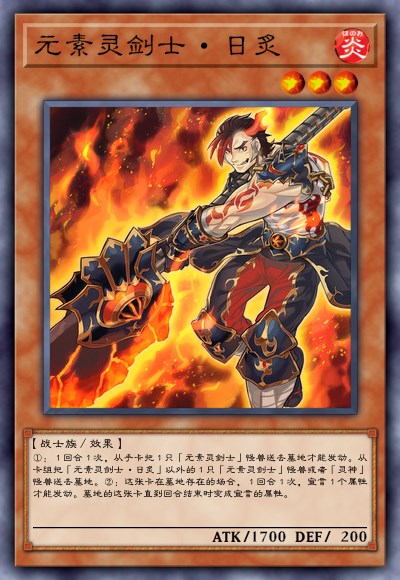 元素灵剑士·日炙
炎
ほのお
【战士族／效果】
①：1回合1次，从手卡把1只「元素灵剑士」怪兽送去墓地才能发动。从
卡组把「元素灵剑士·日炙」以外的1只「元素灵剑士」怪兽或者「灵神」
怪兽送去墓地。②：这张卡在墓地存在的场合，1回合1次，宣言1个属性
才能发动。墓地的这张卡直到回合结束时变成宣言的属性。
ATK/1700 DEF/ 200